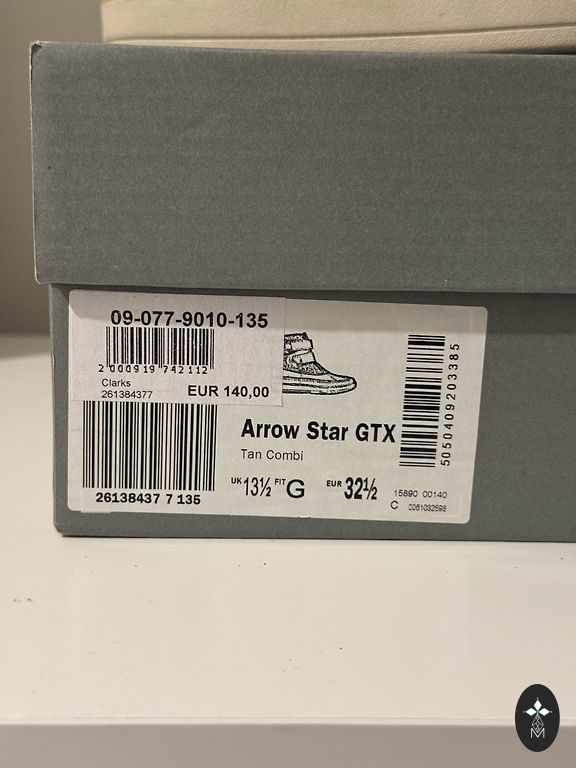 09-077-9010-135
2 000919 742112
Clarks
261384377
EUR 140,00
Arrow Star GTX
Tan Combi
UK 13½ FIT G EUR 32½
26138437 7 135
15890 00140
C 0061032598
5050409203385
M